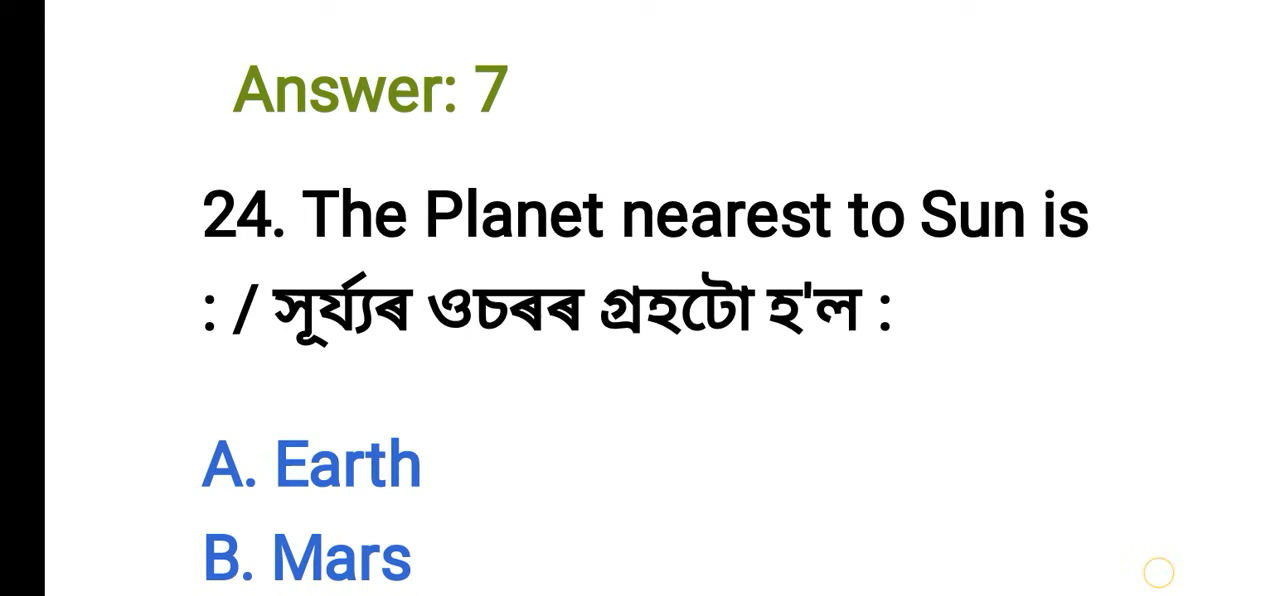 Answer: 7
24. The Planet nearest to Sun is
: / সূৰ্য্যৰ ওচৰৰ গ্ৰহটো হ'ল :
A. Earth
B. Mars